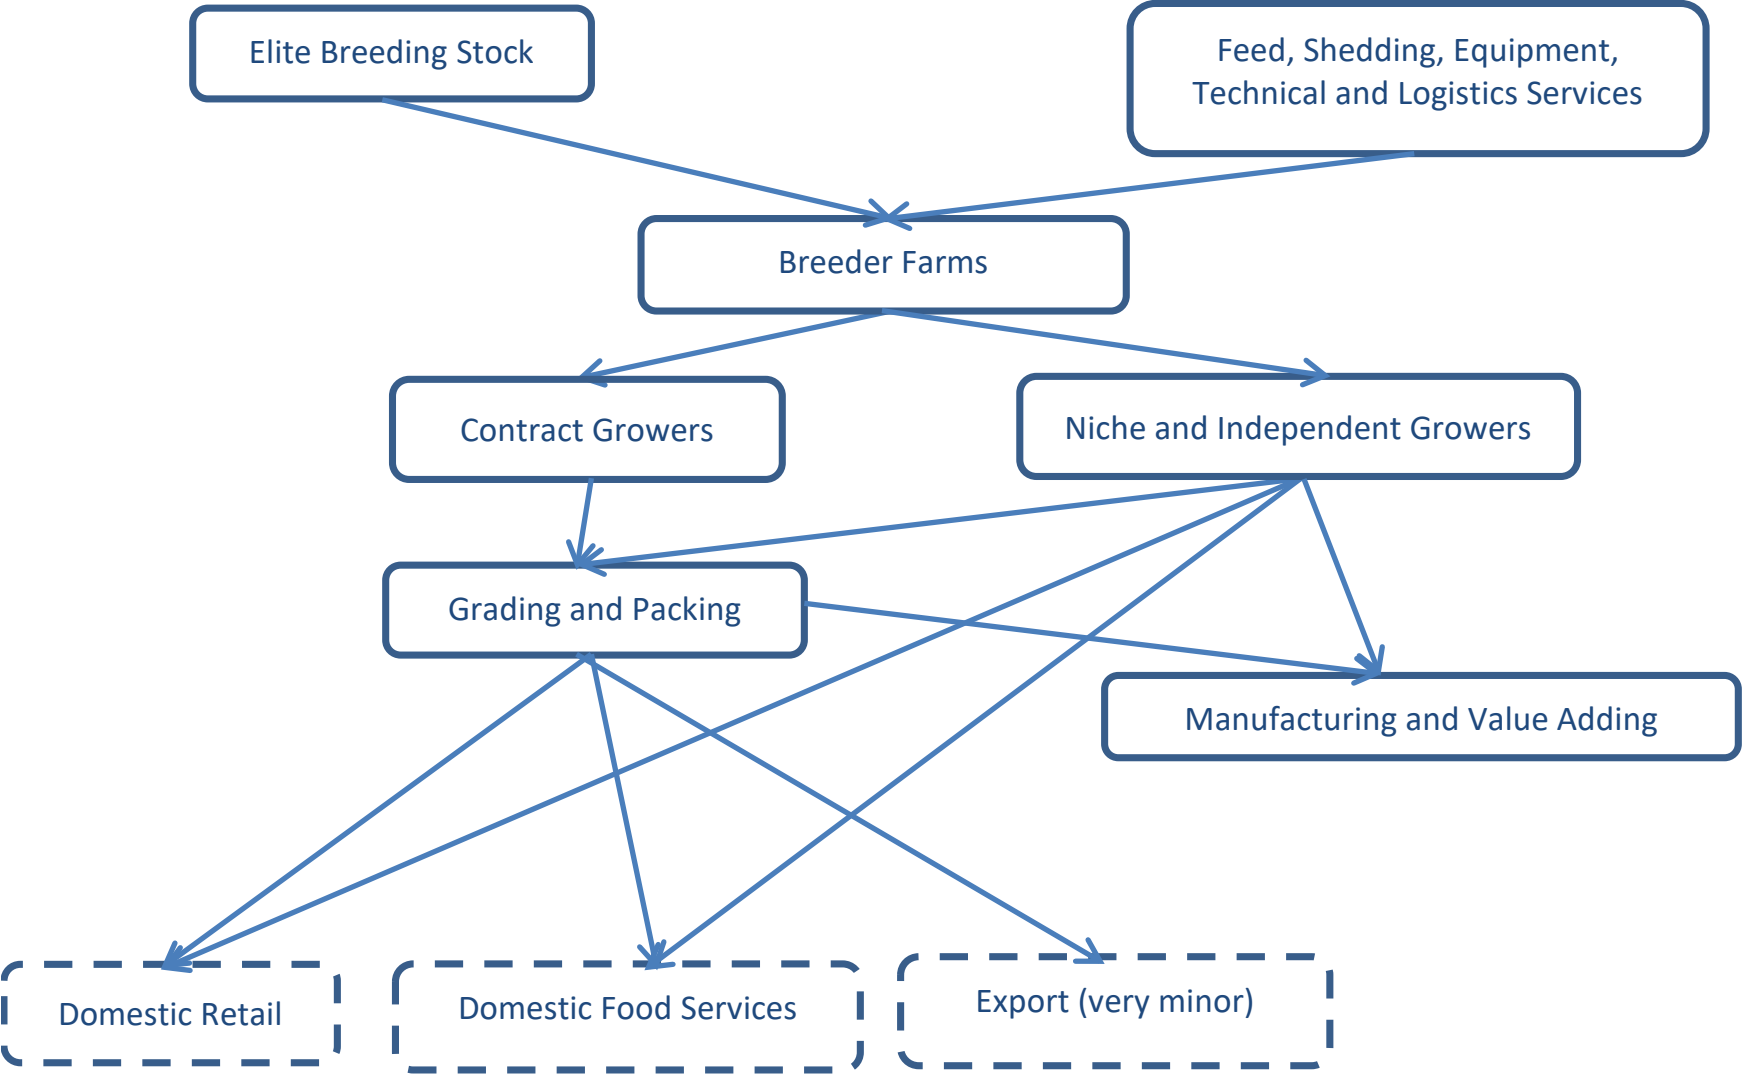 Elite Breeding Stock
Feed, Shedding, Equipment,
Technical and Logistics Services
Breeder Farms
Contract Growers
Niche and Independent Growers
Grading and Packing
Manufacturing and Value Adding
Domestic Retail
Domestic Food Services
Export (very minor)